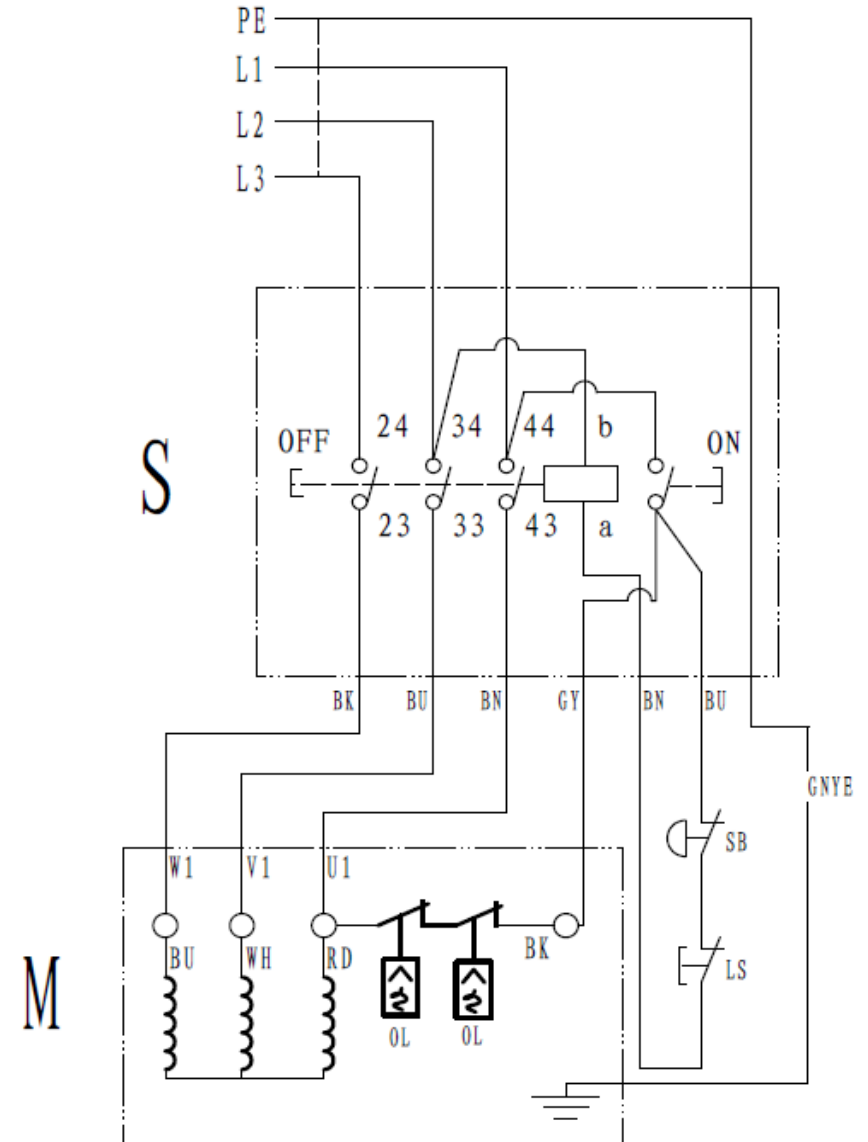 PE
L1
L2
L3
S
OFF
24
34
44
b
ON
23
33
43
a
BK
BU
BN
GY
BN
BU
GNYE
SB
LS
W1
V1
U1
BU
WH
RD
BK
M
OL
OL